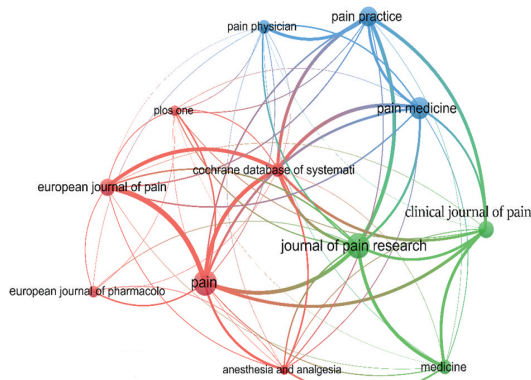 pain practice
pain physician
pain medicine
plos one
cochrane database of systemati
european journal of pain
clinical journal of pain
journal of pain research
pain
european journal of pharmacolo
medicine
anesthesia and analgesia